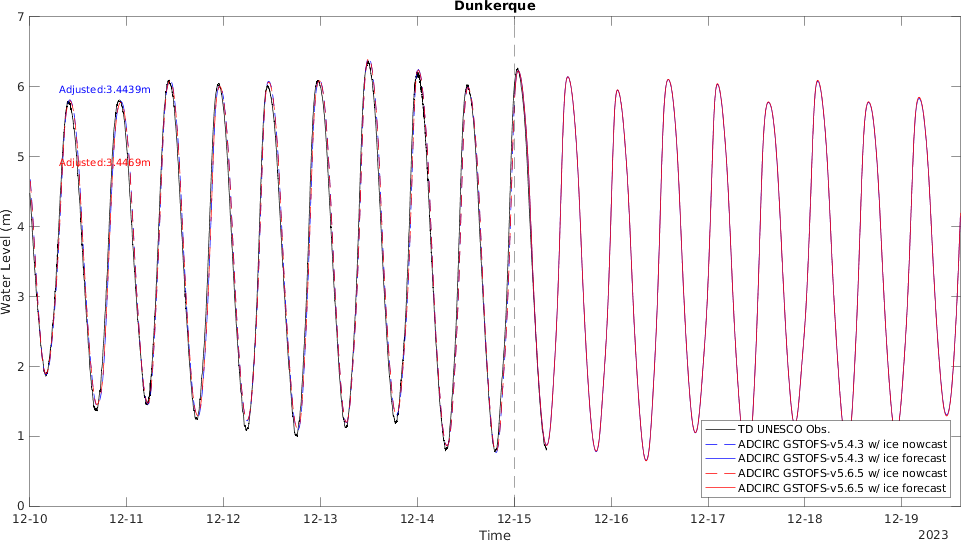 Dunkerque
7
6
5
4
3
2
1
0
Water Level (m)
Adjusted:3.4439m
Adjusted:3.4469m
TD UNESCO Obs.
ADCIRC GSTOFS-v5.4.3 w/ ice nowcast
ADCIRC GSTOFS-v5.4.3 w/ ice forecast
ADCIRC GSTOFS-v5.6.5 w/ ice nowcast
ADCIRC GSTOFS-v5.6.5 w/ ice forecast
12-10 12-11 12-12 12-13 12-14 12-15 12-16 12-17 12-18 12-19
Time
2023